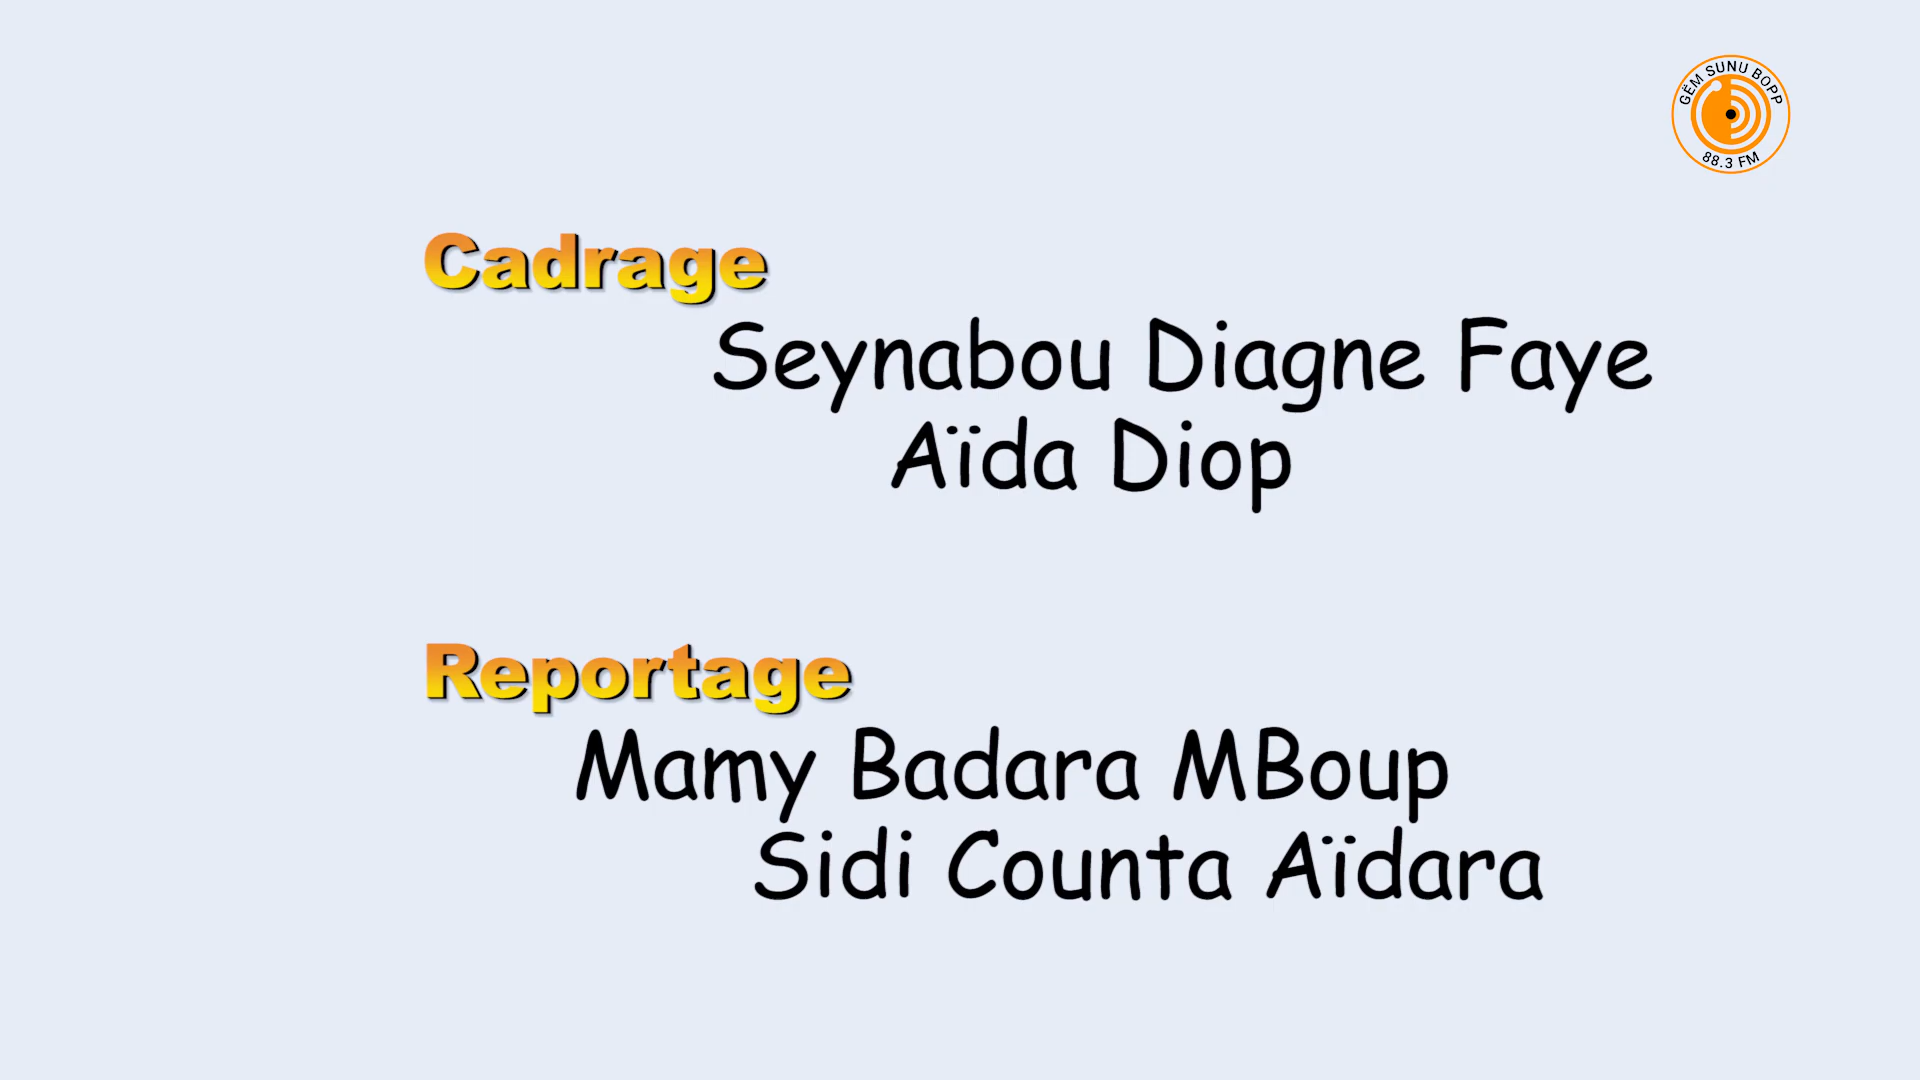 GËM SUNU BOPP
88.3 FM
Cadrage
Seynabou Diagne Faye
Aïda Diop
Reportage
Mamy Badara MBoup
Sidi Counta Aïdara